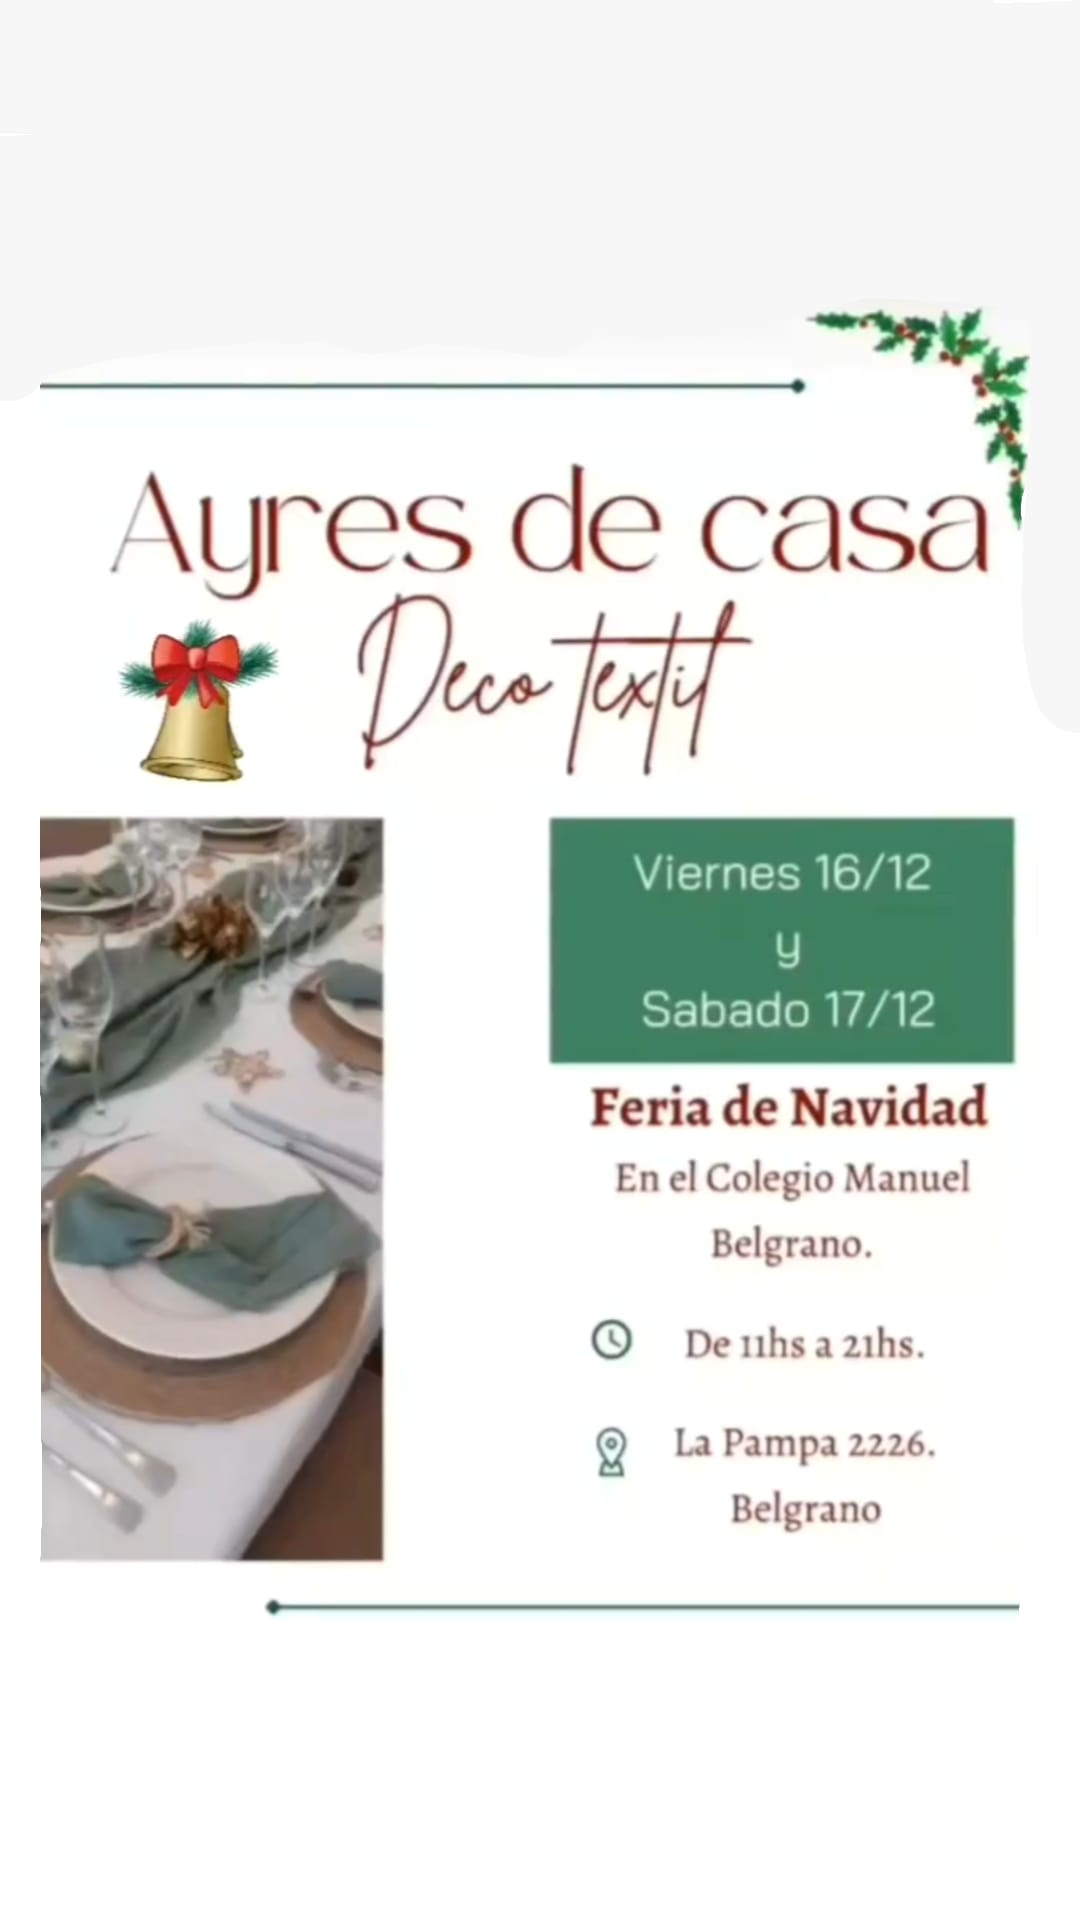 Ayres de casa
Deco textil
Viernes 16/12
y
Sabado 17/12
Feria de Navidad
En el Colegio Manuel
Belgrano.
De 11hs a 21hs.
La Pampa 2226.
Belgrano